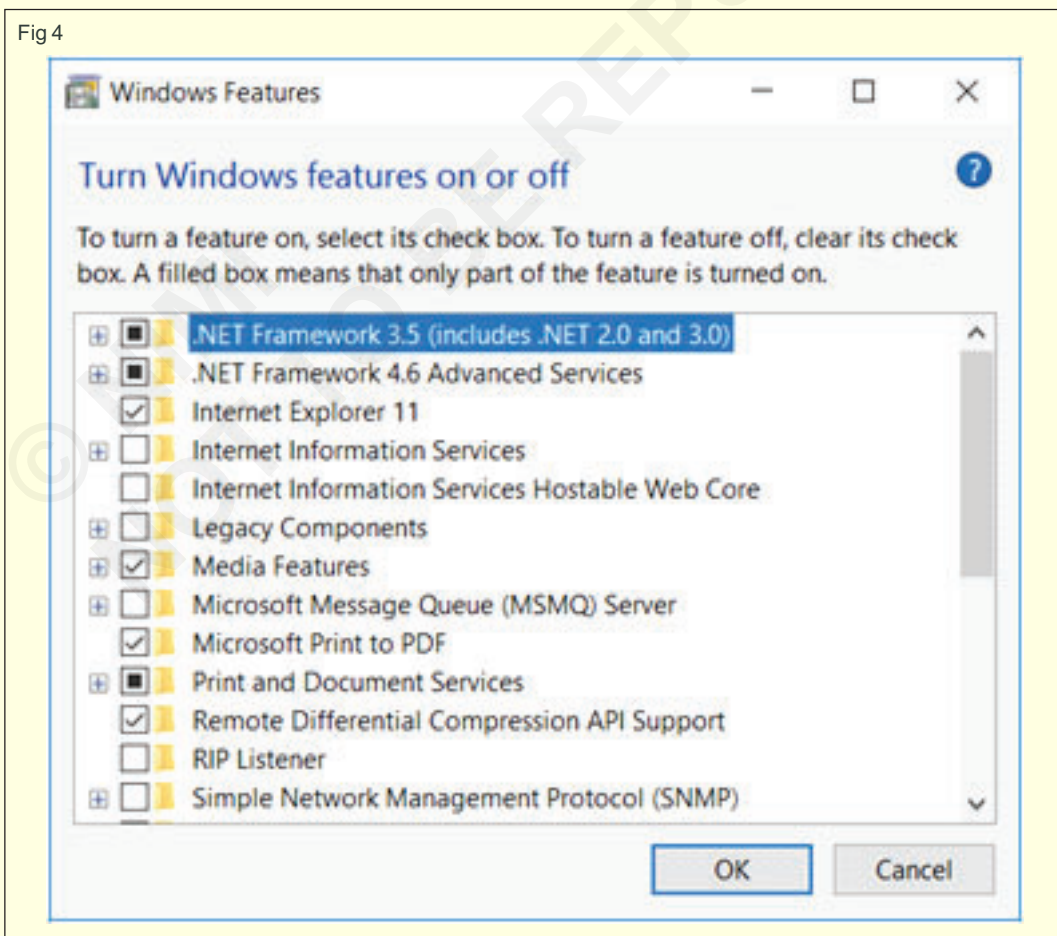 Fig 4
Windows Features
Turn Windows features on or off
?
To turn a feature on, select its check box. To turn a feature off, clear its check
box. A filled box means that only part of the feature is turned on.
.NET Framework 3.5 (includes .NET 2.0 and 3.0)
.NET Framework 4.6 Advanced Services
Internet Explorer 11
Internet Information Services
Internet Information Services Hostable Web Core
Legacy Components
Media Features
Microsoft Message Queue (MSMQ) Server
Microsoft Print to PDF
Print and Document Services
Remote Differential Compression API Support
RIP Listener
Simple Network Management Protocol (SNMP)
OK Cancel
© NIMI
NOT TO BE REP